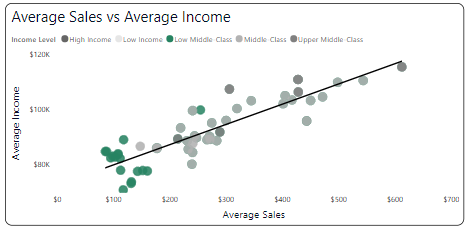 Average Sales vs Average Income
Income Level High Income Low Income Low Middle Class Middle Class Upper Middle Class
$120K
$100K
$80K
Average Income
$0 $100 $200 $300 $400 $500 $600 $700
Average Sales